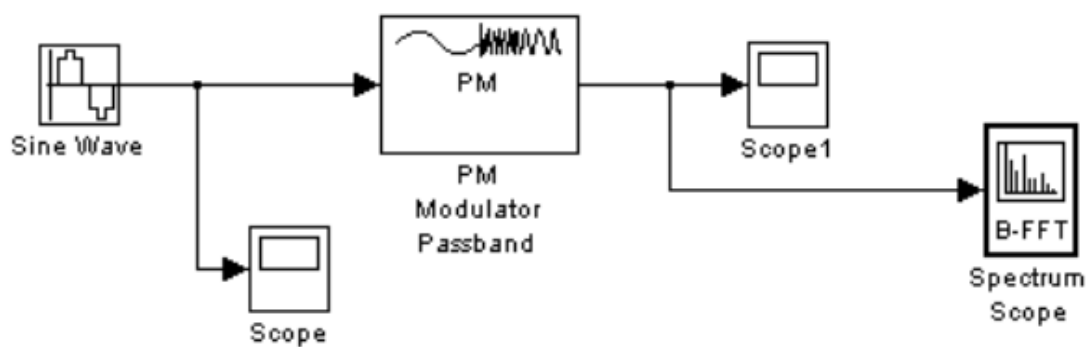 Sine Wave
PM
PM
Modulator
Passband
Scope
Scope1
B-FFT
Spectrum
Scope